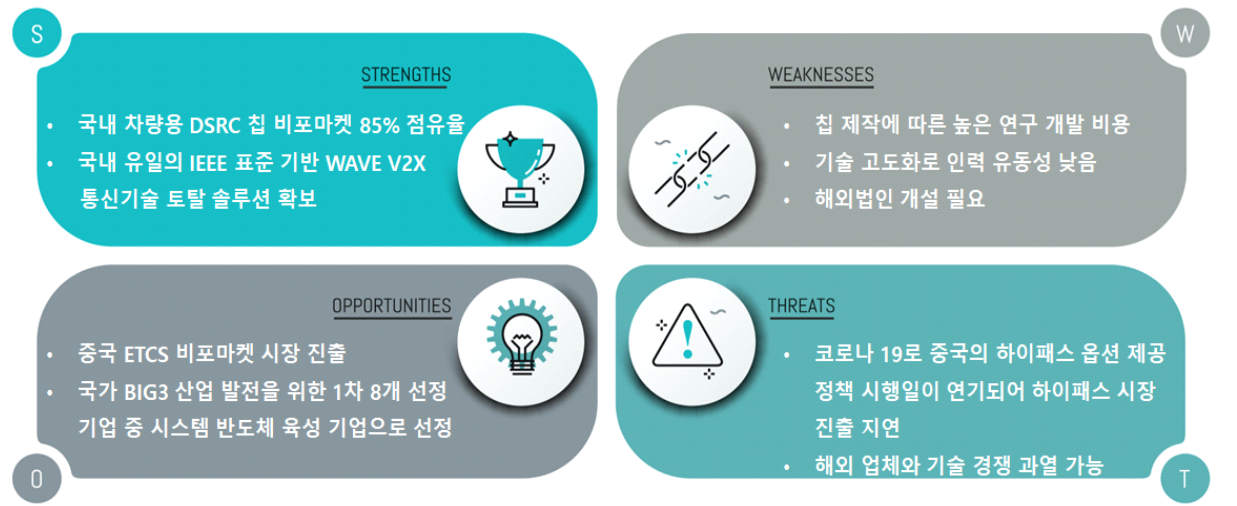 S
STRENGTHS
• 국내 차량용 DSRC 칩 비포마켓 85% 점유율
• 국내 유일의 IEEE 표준 기반 WAVE V2X
통신기술 토탈 솔루션 확보
W
WEAKNESSES
• 칩 제작에 따른 높은 연구 개발 비용
• 기술 고도화로 인력 유동성 낮음
• 해외법인 개설 필요
O
OPPORTUNITIES
• 중국 ETCS 비포마켓 시장 진출
• 국가 BIG3 산업 발전을 위한 1차 8개 선정
기업 중 시스템 반도체 육성 기업으로 선정
T
THREATS
• 코로나 19로 중국의 하이패스 옵션 제공
정책 시행일이 연기되어 하이패스 시장
진출 지연
• 해외 업체와 기술 경쟁 과열 가능